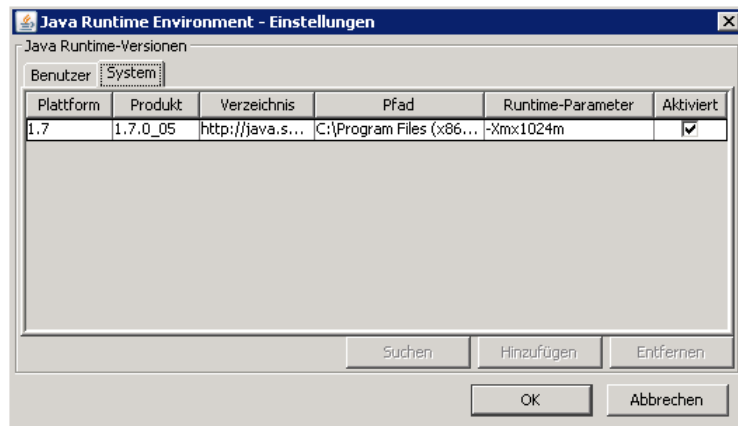 Java Runtime Environment - Einstellungen
Java Runtime-Versionen
Benutzer System
Plattform Produkt Verzeichnis Pfad Runtime-Parameter Aktiviert
1.7 1.7.0_05 http://java.s... C:\Program Files (x86... -Xmx1024m
Suchen Hinzufügen Entfernen
OK Abbrechen